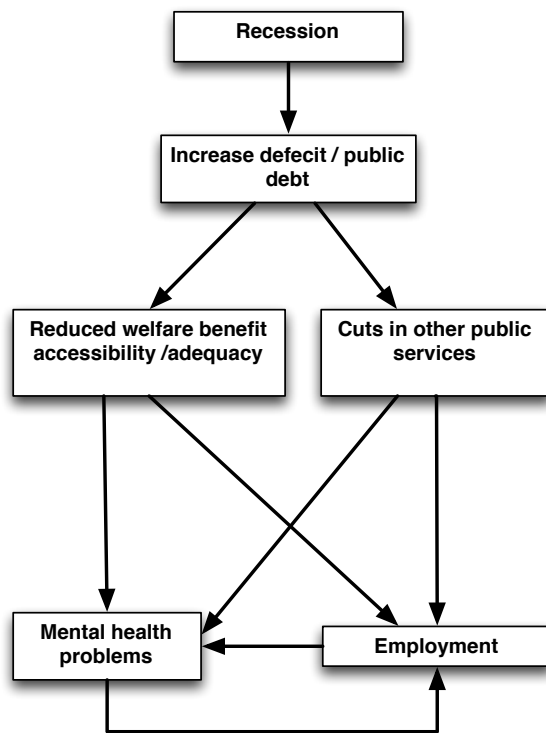 Recession
Increase defecit / public
debt
Reduced welfare benefit
accessibility /adequacy
Cuts in other public
services
Mental health
problems
Employment